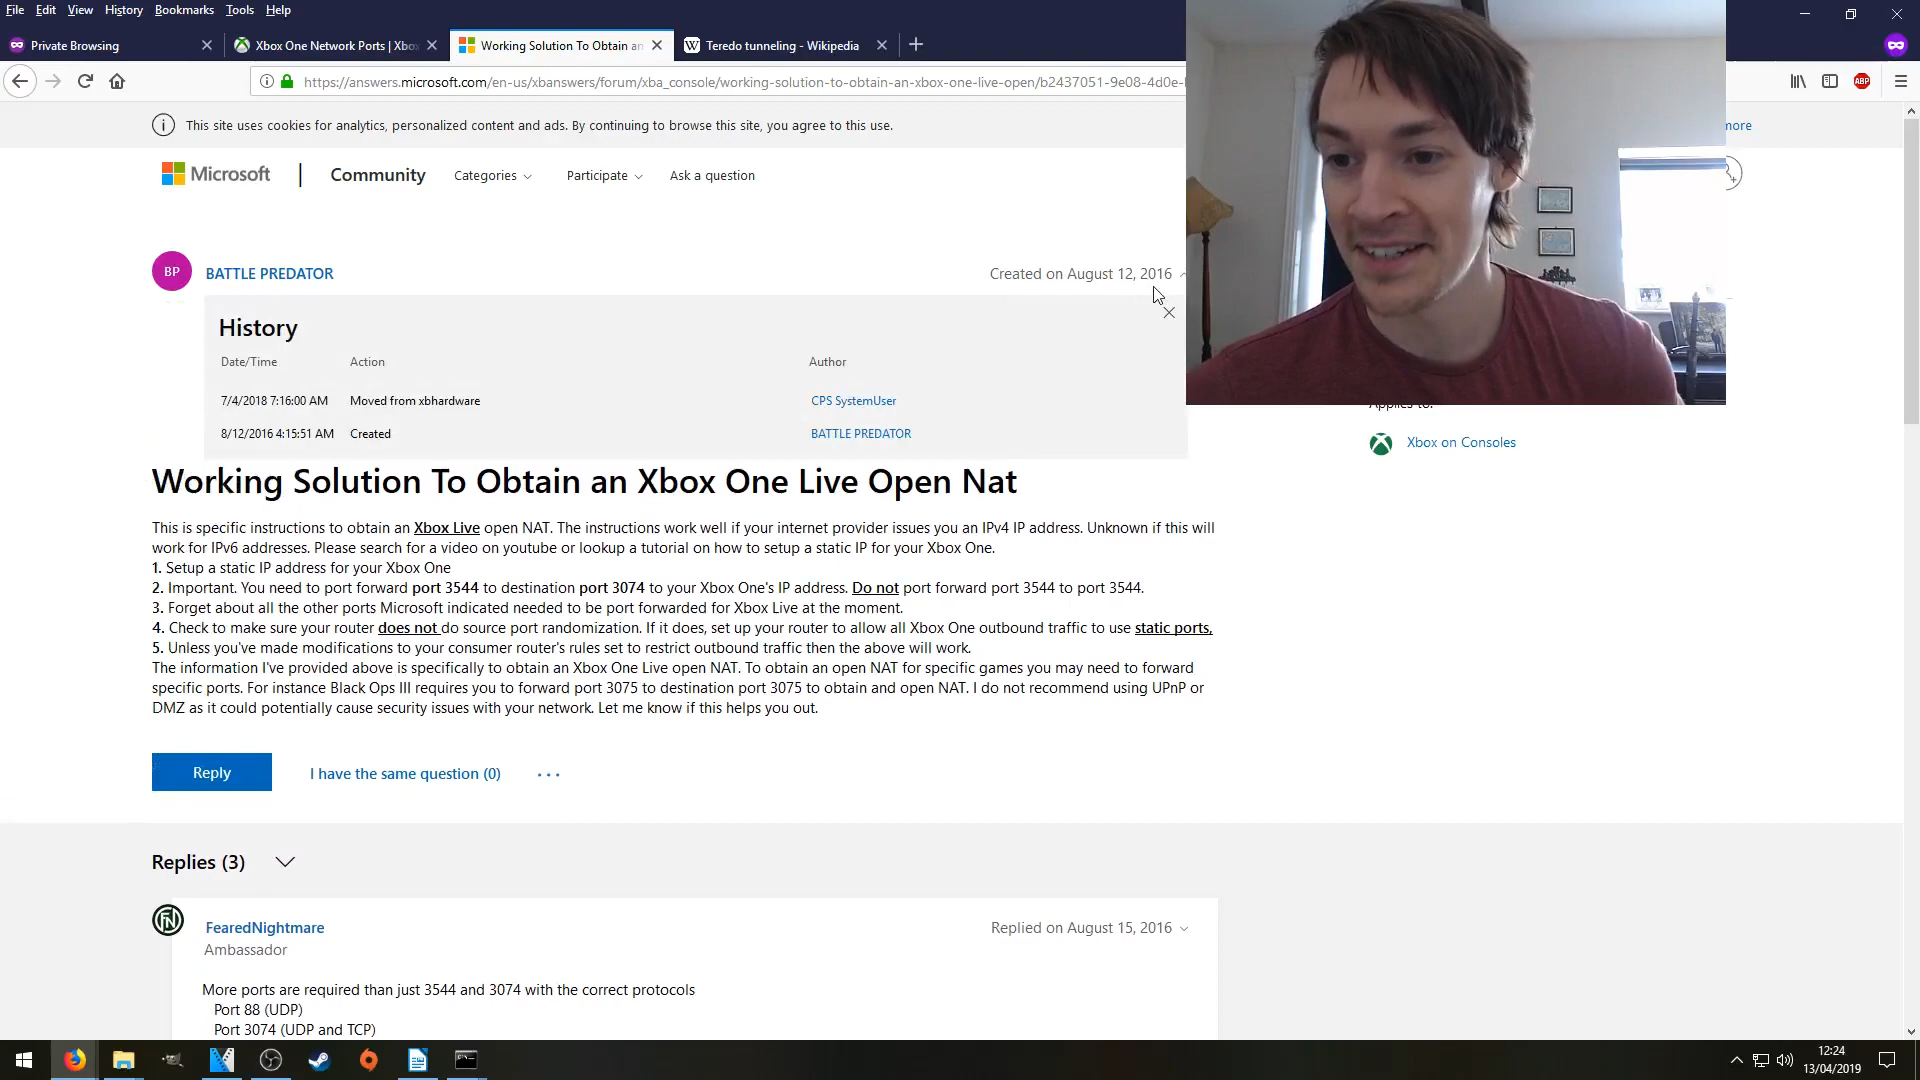 File Edit View History Bookmarks Tools Help
Private Browsing
Xbox One Network Ports | Xbo
Working Solution To Obtain an
Teredo tunneling - Wikipedia
https://answers.microsoft.com/en-us/xbanswers/forum/xba_console/working-solution-to-obtain-an-xbox-one-live-open/b2437051-9e08-4d0e-
ABP
This site uses cookies for analytics, personalized content and ads. By continuing to browse this site, you agree to this use.
more
Microsoft | Community Categories Participate Ask a question
BP
BATTLE PREDATOR
Created on August 12, 2016
History
Date/Time Action Author
7/4/2018 7:16:00 AM Moved from xbhardware CPS SystemUser
8/12/2016 4:15:51 AM Created BATTLE PREDATOR
Applies to:
Xbox on Consoles
Working Solution To Obtain an Xbox One Live Open Nat
This is specific instructions to obtain an Xbox Live open NAT. The instructions work well if your internet provider issues you an IPv4 IP address. Unknown if this will
work for IPv6 addresses. Please search for a video on youtube or lookup a tutorial on how to setup a static IP for your Xbox One.
1. Setup a static IP address for your Xbox One
2. Important. You need to port forward port 3544 to destination port 3074 to your Xbox One's IP address. Do not port forward port 3544 to port 3544.
3. Forget about all the other ports Microsoft indicated needed to be port forwarded for Xbox Live at the moment.
4. Check to make sure your router does not do source port randomization. If it does, set up your router to allow all Xbox One outbound traffic to use static ports,
5. Unless you've made modifications to your consumer router's rules set to restrict outbound traffic then the above will work.
The information I've provided above is specifically to obtain an Xbox One Live open NAT. To obtain an open NAT for specific games you may need to forward
specific ports. For instance Black Ops III requires you to forward port 3075 to destination port 3075 to obtain and open NAT. I do not recommend using UPnP or
DMZ as it could potentially cause security issues with your network. Let me know if this helps you out.
Reply
I have the same question (0)
Replies (3)
FN
FearedNightmare
Replied on August 15, 2016
Ambassador
More ports are required than just 3544 and 3074 with the correct protocols
Port 88 (UDP)
Port 3074 (UDP and TCP)
12:24
13/04/2019